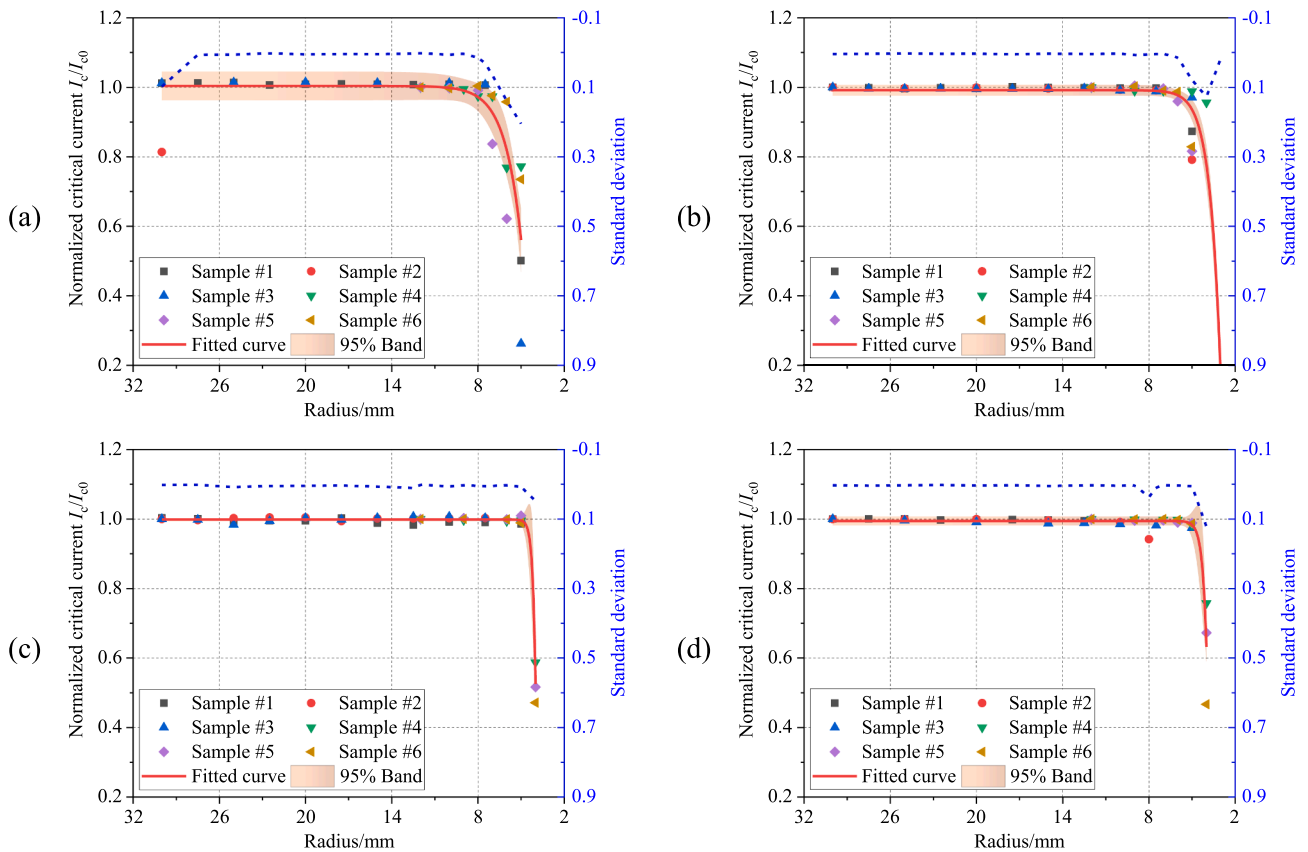 (a)
Normalized critical current Ic/Ic0
1.2
1.0
0.8
0.6
0.4
0.2
-0.1
0.1
0.3
0.5
0.7
0.9
Standard deviation
Sample #1 Sample #2
Sample #3 Sample #4
Sample #5 Sample #6
Fitted curve 95% Band
32 26 20 14 8 2
Radius/mm
(b)
Normalized critical current Ic/Ic0
1.2
1.0
0.8
0.6
0.4
0.2
-0.1
0.1
0.3
0.5
0.7
0.9
Standard deviation
Sample #1 Sample #2
Sample #3 Sample #4
Sample #5 Sample #6
Fitted curve 95% Band
32 26 20 14 8 2
Radius/mm
(c)
Normalized critical current Ic/Ic0
1.2
1.0
0.8
0.6
0.4
0.2
-0.1
0.1
0.3
0.5
0.7
0.9
Standard deviation
Sample #1 Sample #2
Sample #3 Sample #4
Sample #5 Sample #6
Fitted curve 95% Band
32 26 20 14 8 2
Radius/mm
(d)
Normalized critical current Ic/Ic0
1.2
1.0
0.8
0.6
0.4
0.2
-0.1
0.1
0.3
0.5
0.7
0.9
Standard deviation
Sample #1 Sample #2
Sample #3 Sample #4
Sample #5 Sample #6
Fitted curve 95% Band
32 26 20 14 8 2
Radius/mm